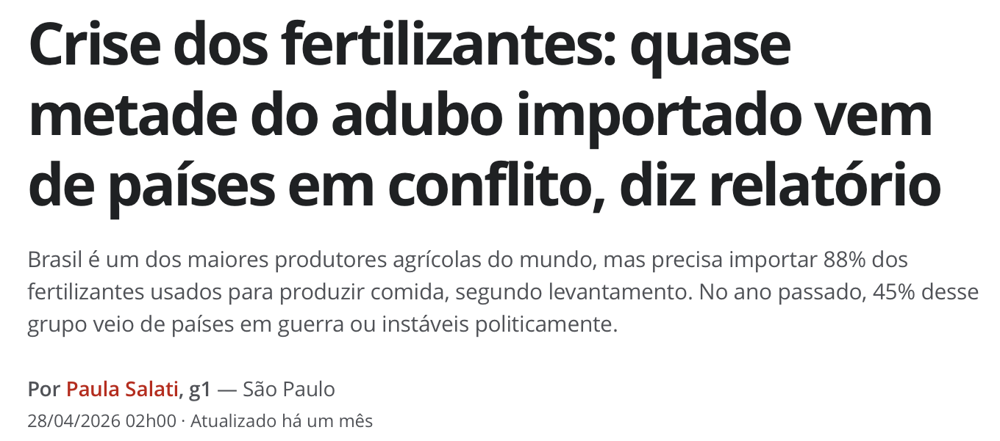 Crise dos fertilizantes: quase
metade do adubo importado vem
de países em conflito, diz relatório
Brasil é um dos maiores produtores agrícolas do mundo, mas precisa importar 88% dos
fertilizantes usados para produzir comida, segundo levantamento. No ano passado, 45% desse
grupo veio de países em guerra ou instáveis politicamente.
Por Paula Salati, g1 — São Paulo
28/04/2026 02h00 · Atualizado há um mês